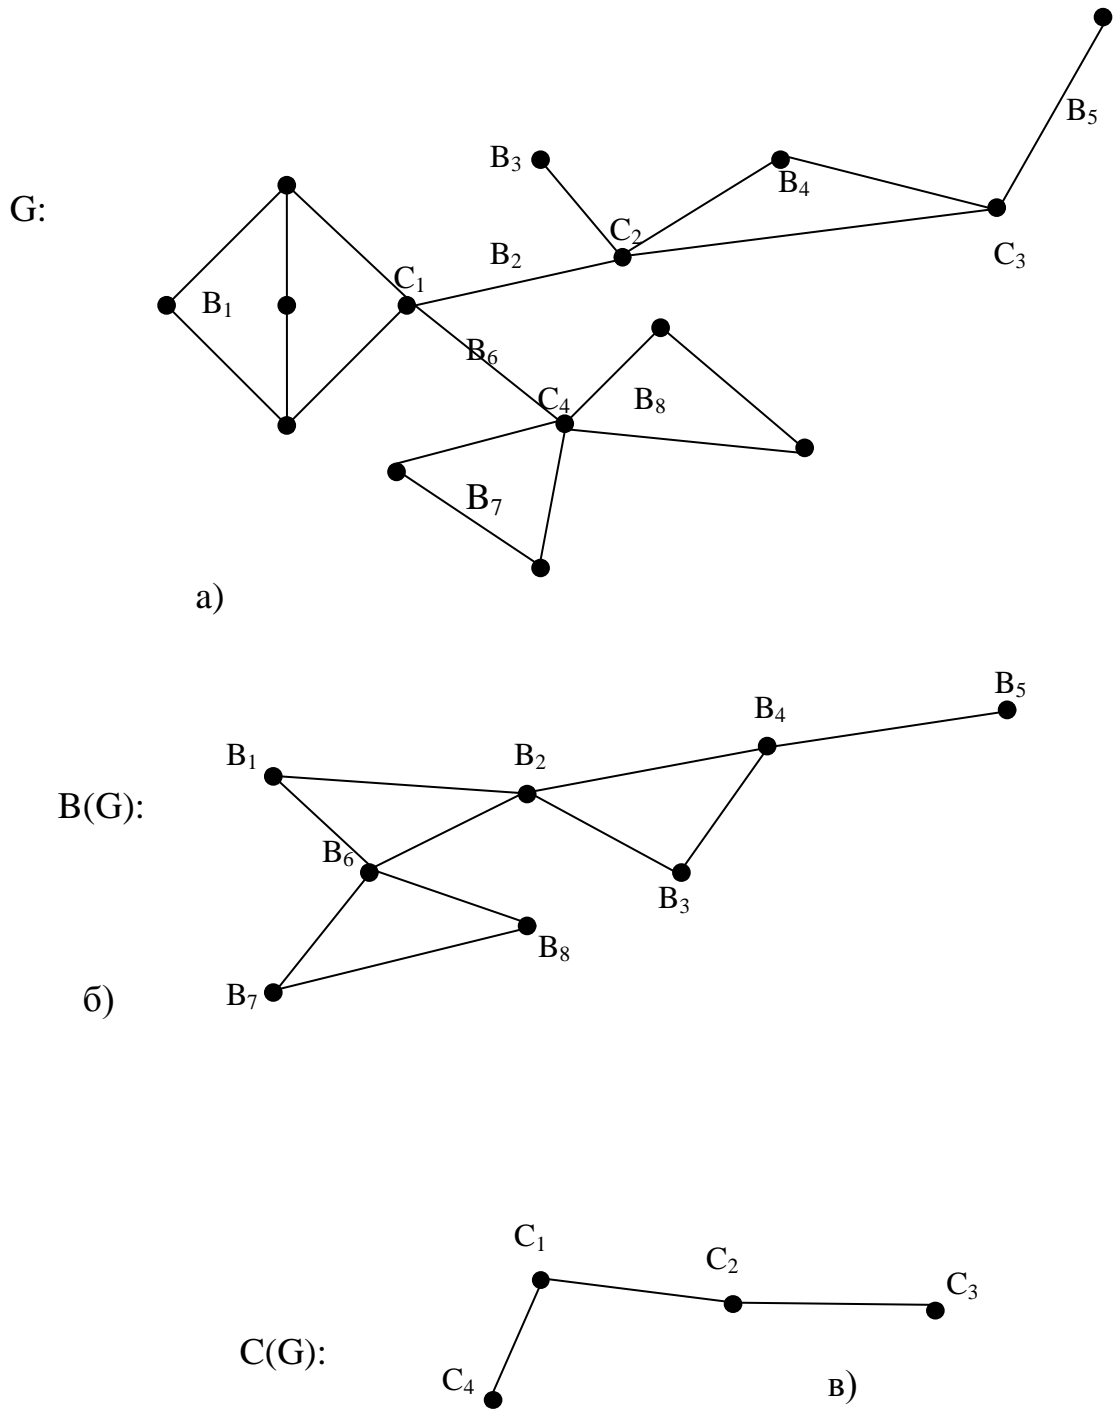 B₅
B₃
B₄
G:
C₂
B₂
C₃
C₁
B₁
B₆
C₄
B₈
B₇
а)
B₅
B₄
B₁
B₂
B(G):
B₆
B₃
B₈
B₇
б)
C₁
C₂
C₃
C(G):
C₄
в)